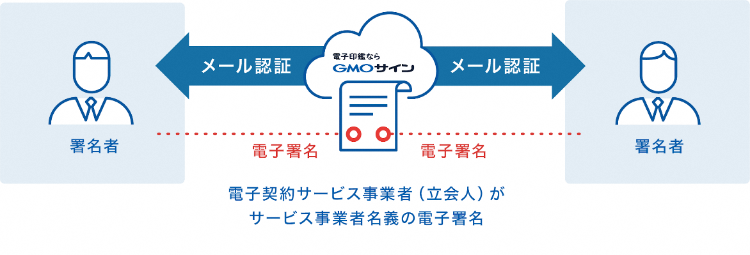 電子印鑑なら
GMOサイン
メール認証
メール認証
署名者
署名者
電子署名
電子署名
電子契約サービス事業者（立会人）が
サービス事業者名義の電子署名